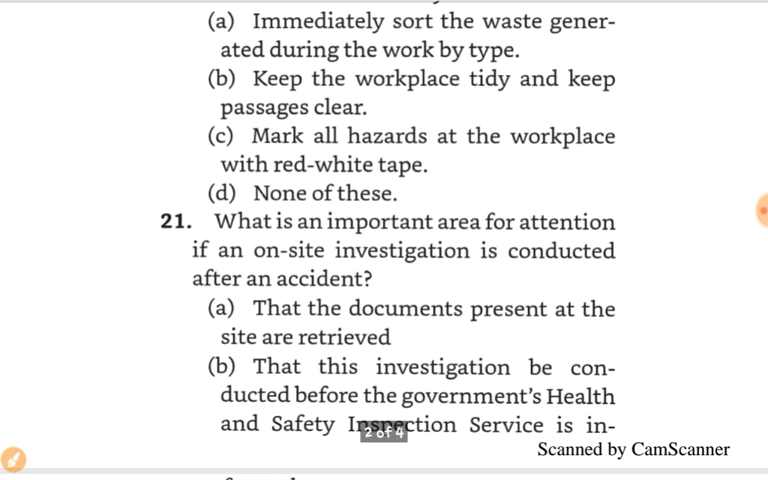 (a) Immediately sort the waste gener-
ated during the work by type.
(b) Keep the workplace tidy and keep
passages clear.
(c) Mark all hazards at the workplace
with red-white tape.
(d) None of these.
21. What is an important area for attention
if an on-site investigation is conducted
after an accident?
(a) That the documents present at the
site are retrieved
(b) That this investigation be con-
ducted before the government's Health
and Safety Inspection Service is in-
2 of 4
Scanned by CamScanner